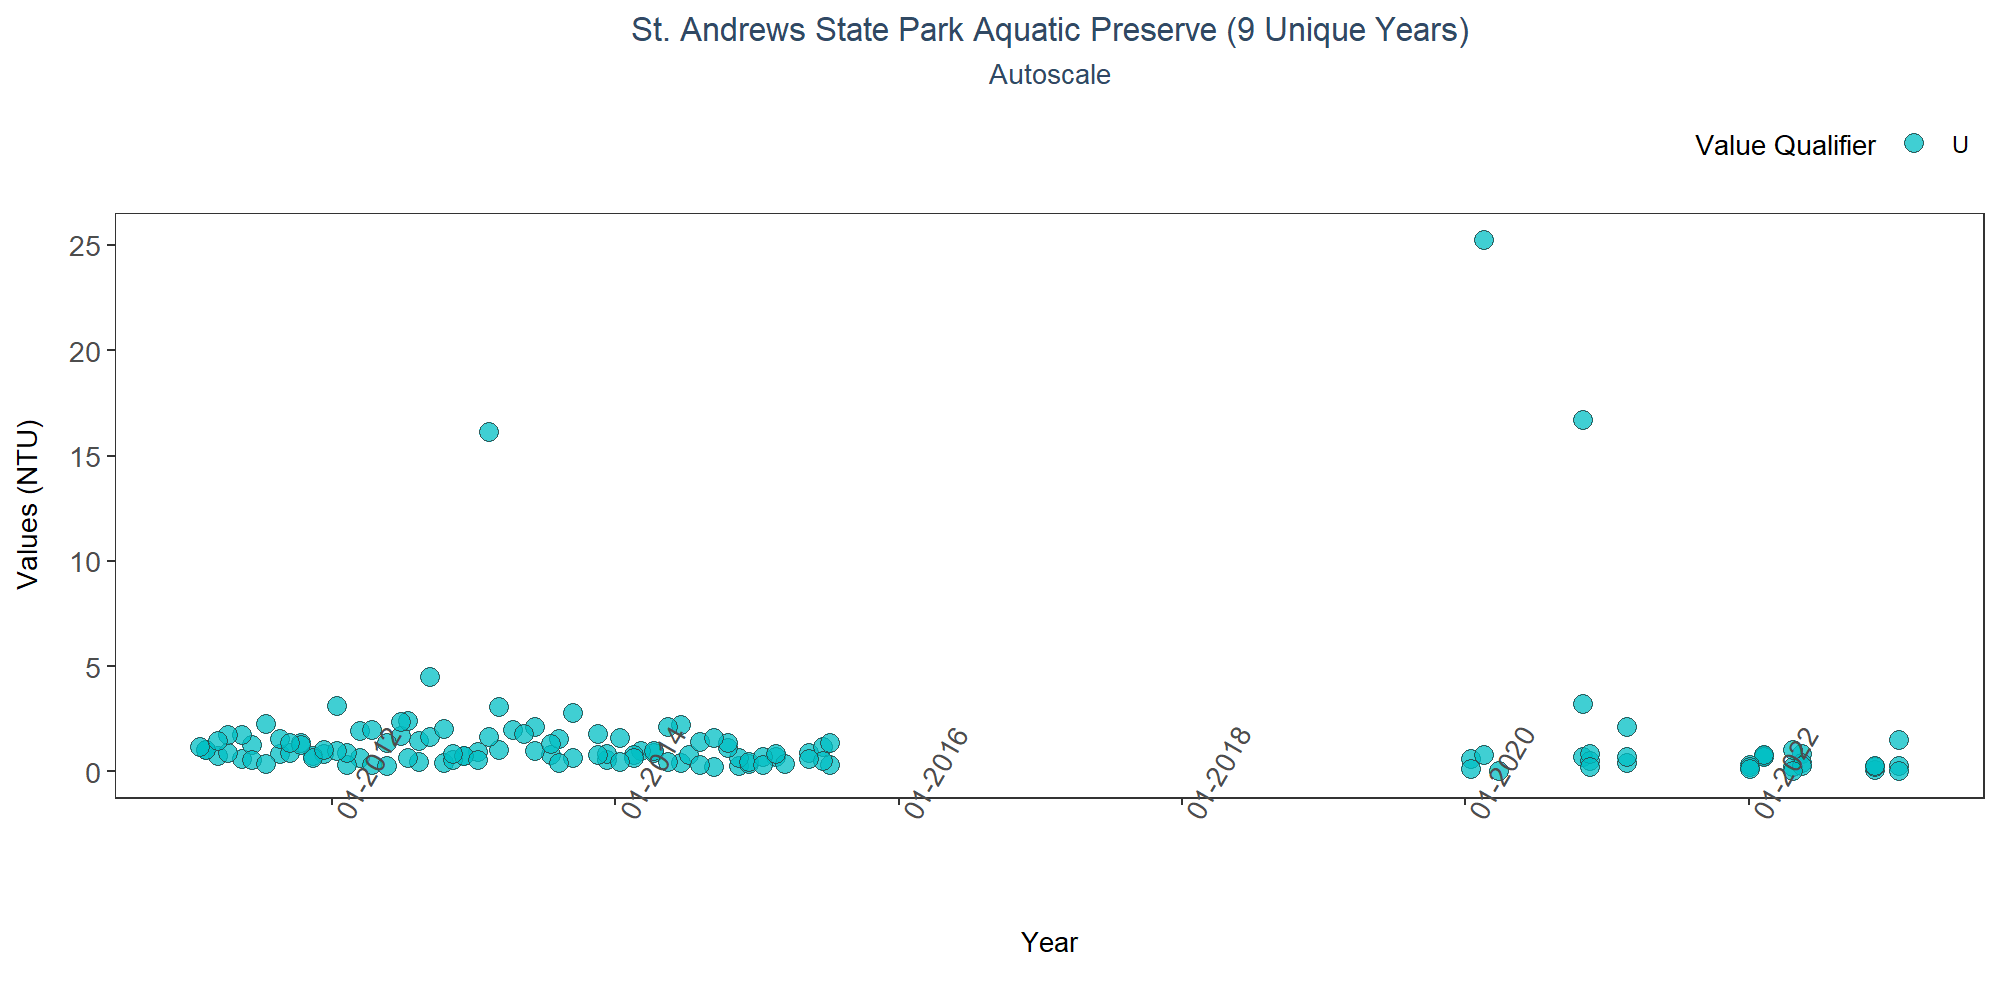 St. Andrews State Park Aquatic Preserve (9 Unique Years)
Autoscale
Value Qualifier U
25
20
15
10
5
0
Values (NTU)
01-2012
01-2014
01-2016
01-2018
01-2020
01-2022
Year